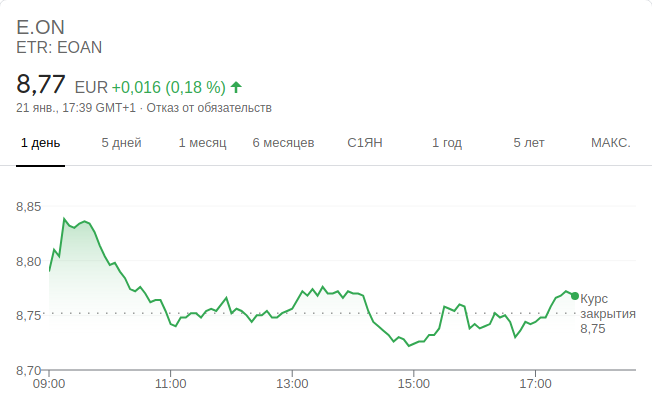 E.ON
ETR: EOAN
8,77 EUR +0,016 (0,18 %)
21 янв., 17:39 GMT+1 · Отказ от обязательств
1 день 5 дней 1 месяц 6 месяцев С1ЯН 1 год 5 лет МАКС.
8,85
8,80
8,75
8,70
Курс
закрытия
8,75
09:00 11:00 13:00 15:00 17:00